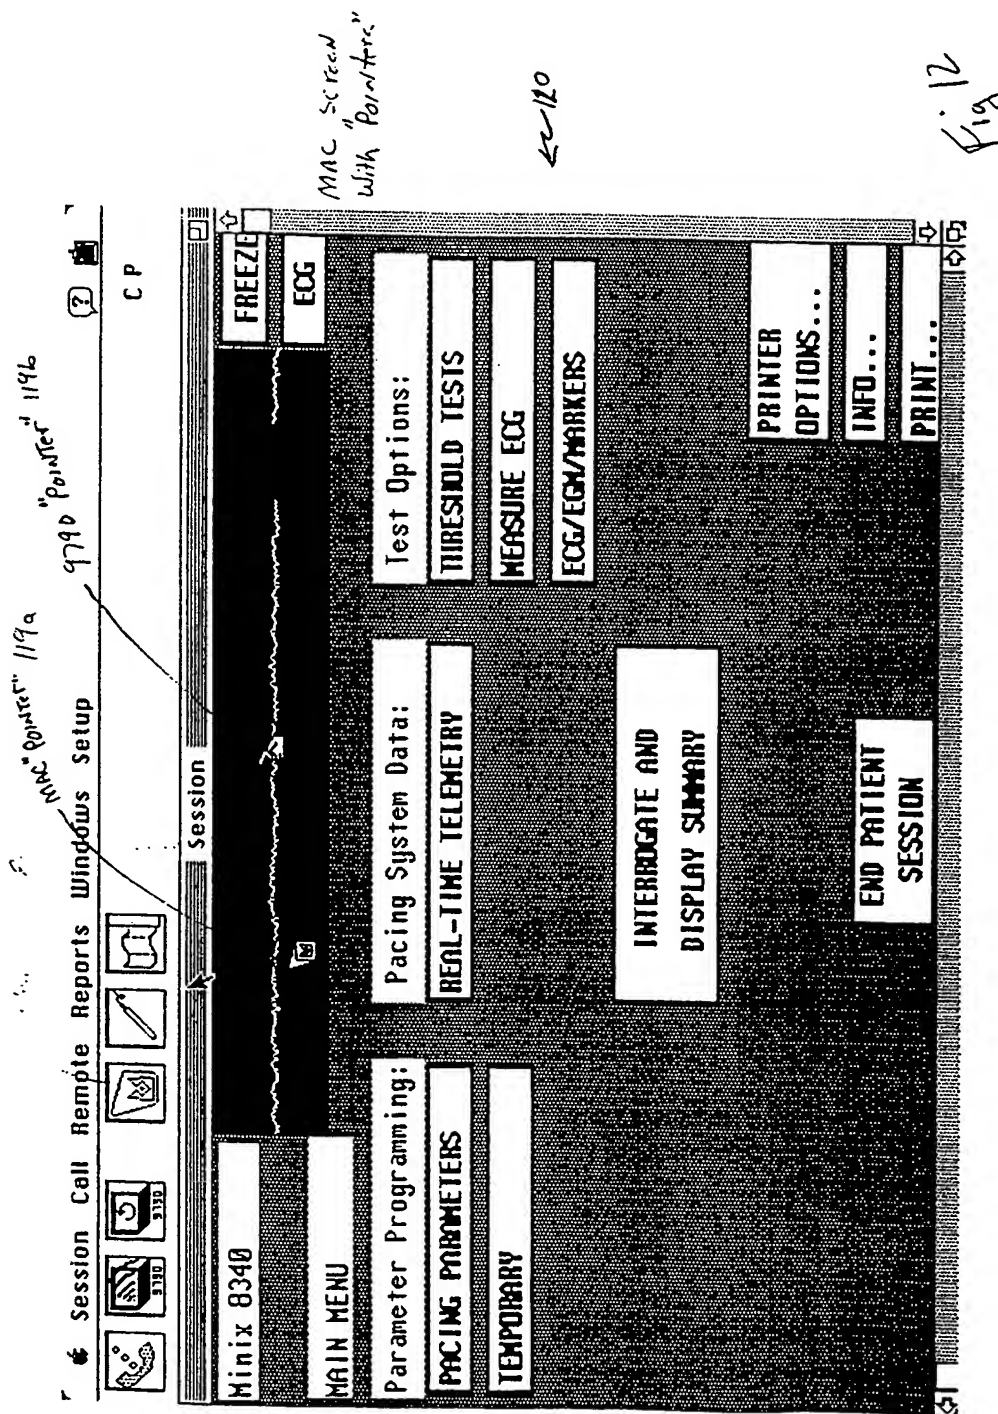 MAC "Pointer" 119a
9790 "Pointer" 119b
Session Call Remote Reports Windows Setup
?
9790
9790
C P
Session
MAC Screen
With "Pointers"
120
Minix 8340
FREEZE
MAIN MENU
ECG
Parameter Programming:
Pacing System Data:
Test Options:
PACING PARAMETERS
REAL-TIME TELEMETRY
THRESHOLD TESTS
TEMPORARY
MEASURE ECG
ECG/EGM/MARKERS
INTERROGATE AND
DISPLAY SUMMARY
PRINTER
OPTIONS...
END PATIENT
SESSION
INFO...
PRINT...
Fig 12